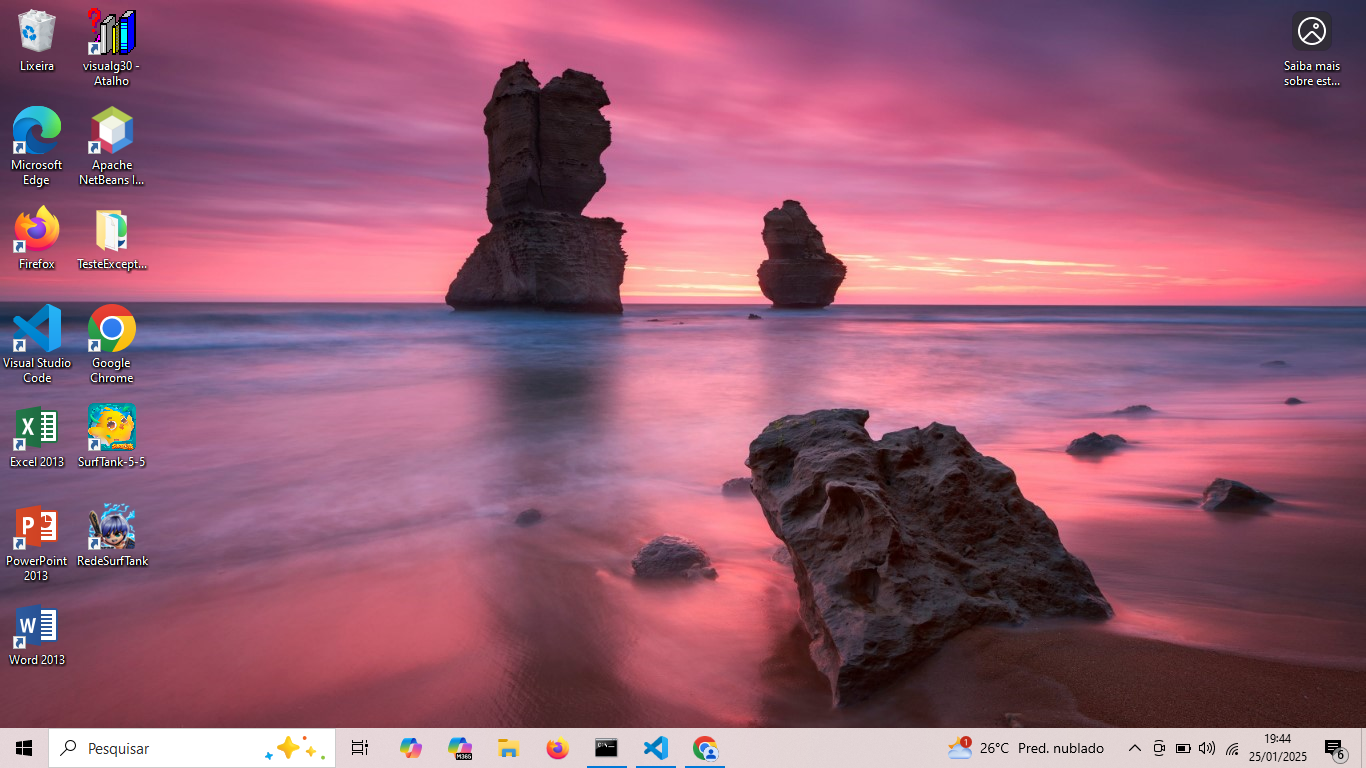 Lixeira
visualg30 -
Atalho
Saiba mais
sobre est...
Microsoft
Edge
Apache
NetBeans I...
Firefox
TesteExcept...
Visual Studio
Code
Google
Chrome
Excel 2013
SurfTank-5-5
PowerPoint
2013
RedeSurfTank
Word 2013
Pesquisar
M365
1
26°C Pred. nublado
19:44
25/01/2025
6